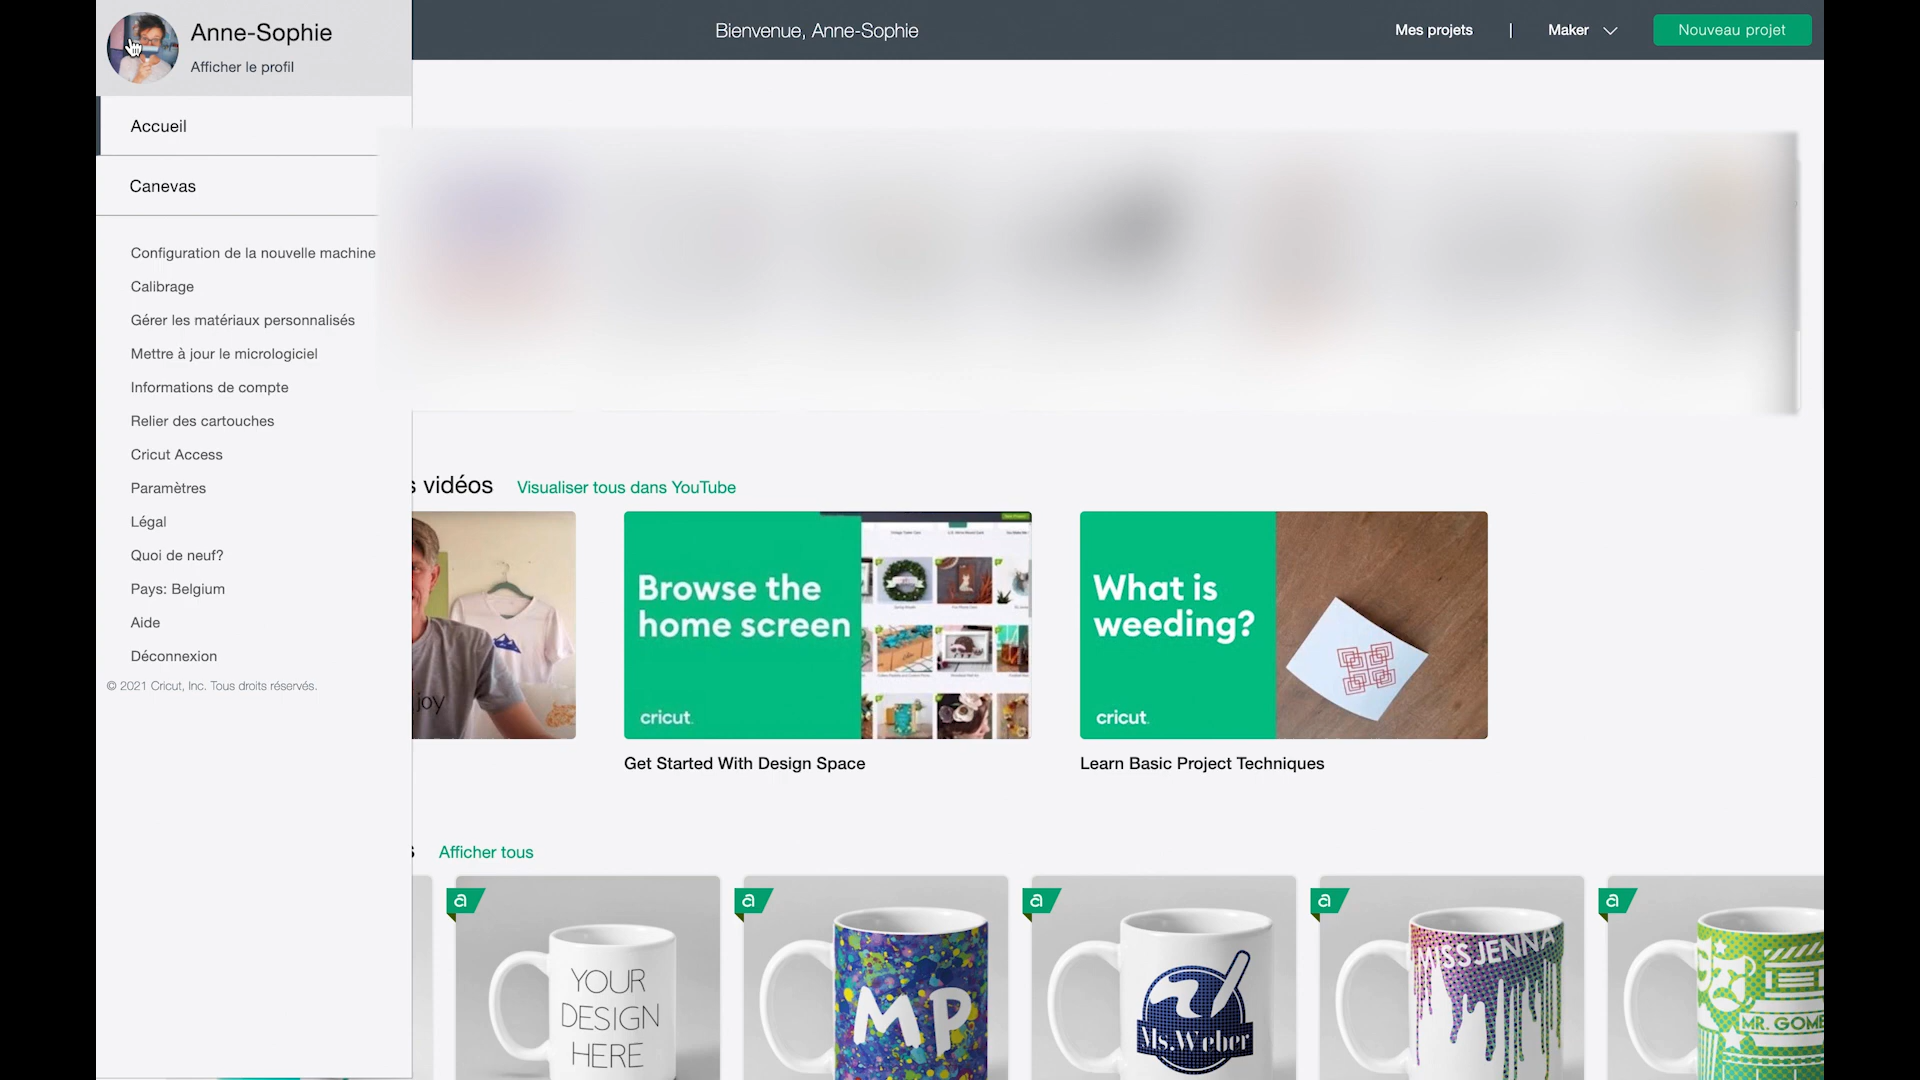 Anne-Sophie
Afficher le profil
Bienvenue, Anne-Sophie
Mes projets | Maker
Nouveau projet
Accueil
Canevas
Configuration de la nouvelle machine
Calibrage
Gérer les matériaux personnalisés
Mettre à jour le micrologiciel
Informations de compte
Relier des cartouches
Cricut Access
Paramètres
Légal
Quoi de neuf?
Pays: Belgium
Aide
Déconnexion
© 2021 Cricut, Inc. Tous droits réservés.
vidéos
Visualiser tous dans YouTube
joy
Browse the
home screen
cricut
Get Started With Design Space
What is
weeding?
cricut
Learn Basic Project Techniques
Afficher tous
a
YOUR
DESIGN
HERE
a
MP
a
Ms.Weber
a
MISS JENNA
a
MR. GOME